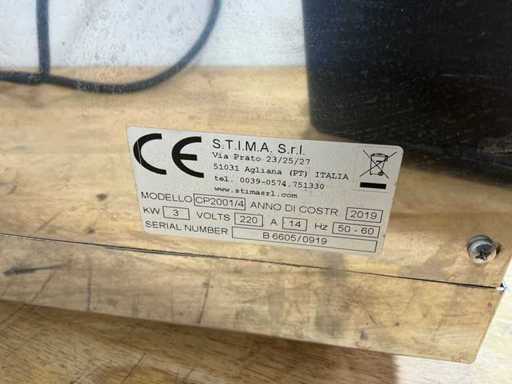 CE
S.T.I.M.A. S.r.l.
Via Prato 23/25/27
51031 Agliana (PT) ITALIA
tel. 0039-0574.751330
www.stimasrl.com
MODELLO CP2001/4 ANNO DI COSTR. 2019
KW 3 VOLTS 220 A 14 Hz 50 - 60
SERIAL NUMBER B 6605/0919